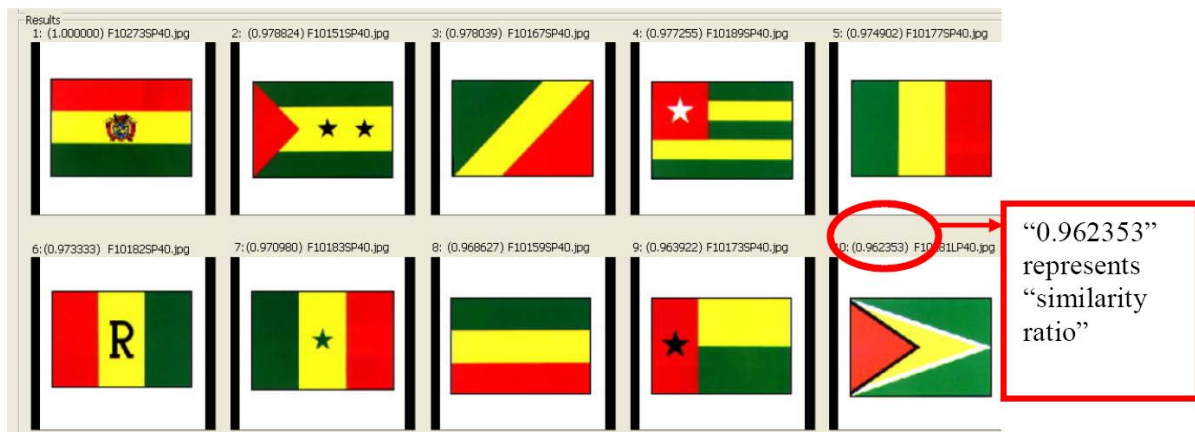 Results
1: (1.000000) F10273SP40.jpg 2: (0.978824) F10151SP40.jpg 3: (0.978039) F10167SP40.jpg 4: (0.977255) F10189SP40.jpg 5: (0.974902) F10177SP40.jpg
6: (0.973333) F10182SP40.jpg 7: (0.970980) F10183SP40.jpg 8: (0.968627) F10159SP40.jpg 9: (0.963922) F10173SP40.jpg 10: (0.962353)
R
“0.962353”
represents
“similarity
ratio”